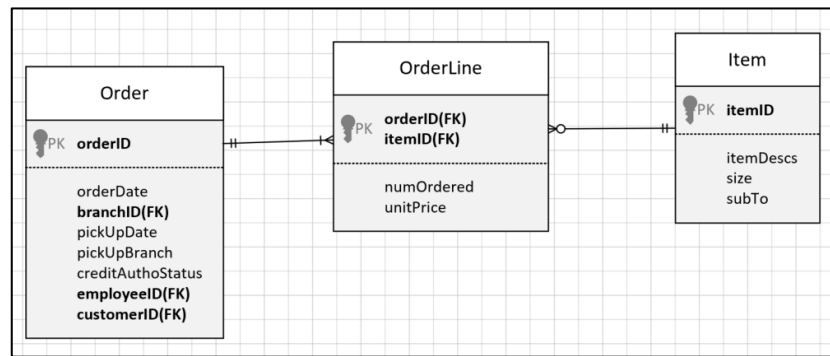 Order
PK orderID
orderDate
branchID(FK)
pickUpDate
pickUpBranch
creditAuthoStatus
employeeID(FK)
customerID(FK)
OrderLine
PK orderID(FK)
itemID(FK)
numOrdered
unitPrice
Item
PK itemID
itemDescs
size
subTo